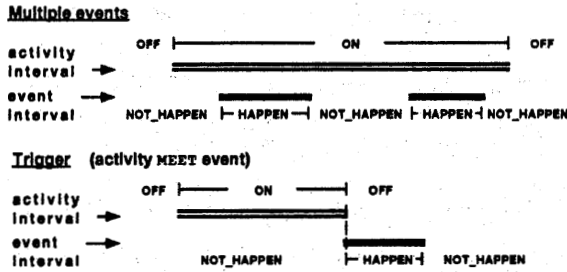 Multiple events
OFF ON OFF
activity
interval
event
interval
NOT_HAPPEN HAPPEN NOT_HAPPEN HAPPEN NOT_HAPPEN
Trigger (activity MEET event)
OFF ON OFF
activity
interval
event
interval
NOT_HAPPEN HAPPEN NOT_HAPPEN